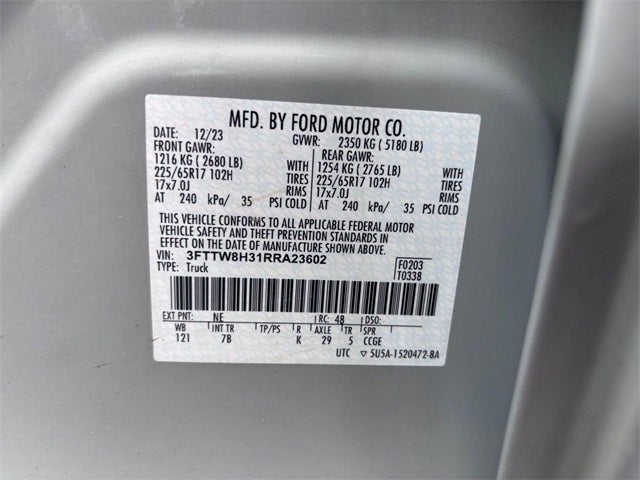 MFD. BY FORD MOTOR CO.
DATE: 12/23 GVWR: 2350 KG ( 5180 LB)
FRONT GAWR: REAR GAWR:
1216 KG ( 2680 LB) WITH 1254 KG ( 2765 LB) WITH
225/65R17 102H TIRES 225/65R17 102H TIRES
17x7.0J RIMS 17x7.0J RIMS
AT 240 kPa/ 35 PSI COLD AT 240 kPa/ 35 PSI COLD
THIS VEHICLE CONFORMS TO ALL APPLICABLE FEDERAL MOTOR
VEHICLE SAFETY AND THEFT PREVENTION STANDARDS IN
EFFECT ON THE DATE OF MANUFACTURE SHOWN ABOVE.
VIN: 3FTTW8H31RRA23602 F0203
TYPE: Truck T0338
EXT PNT: NE RC: 48 DSO:
WB INT TR TP/PS R AXLE TR SPR
121 7B K 29 5 CCGE
UTC ▽ 5U5A-1520472-BA